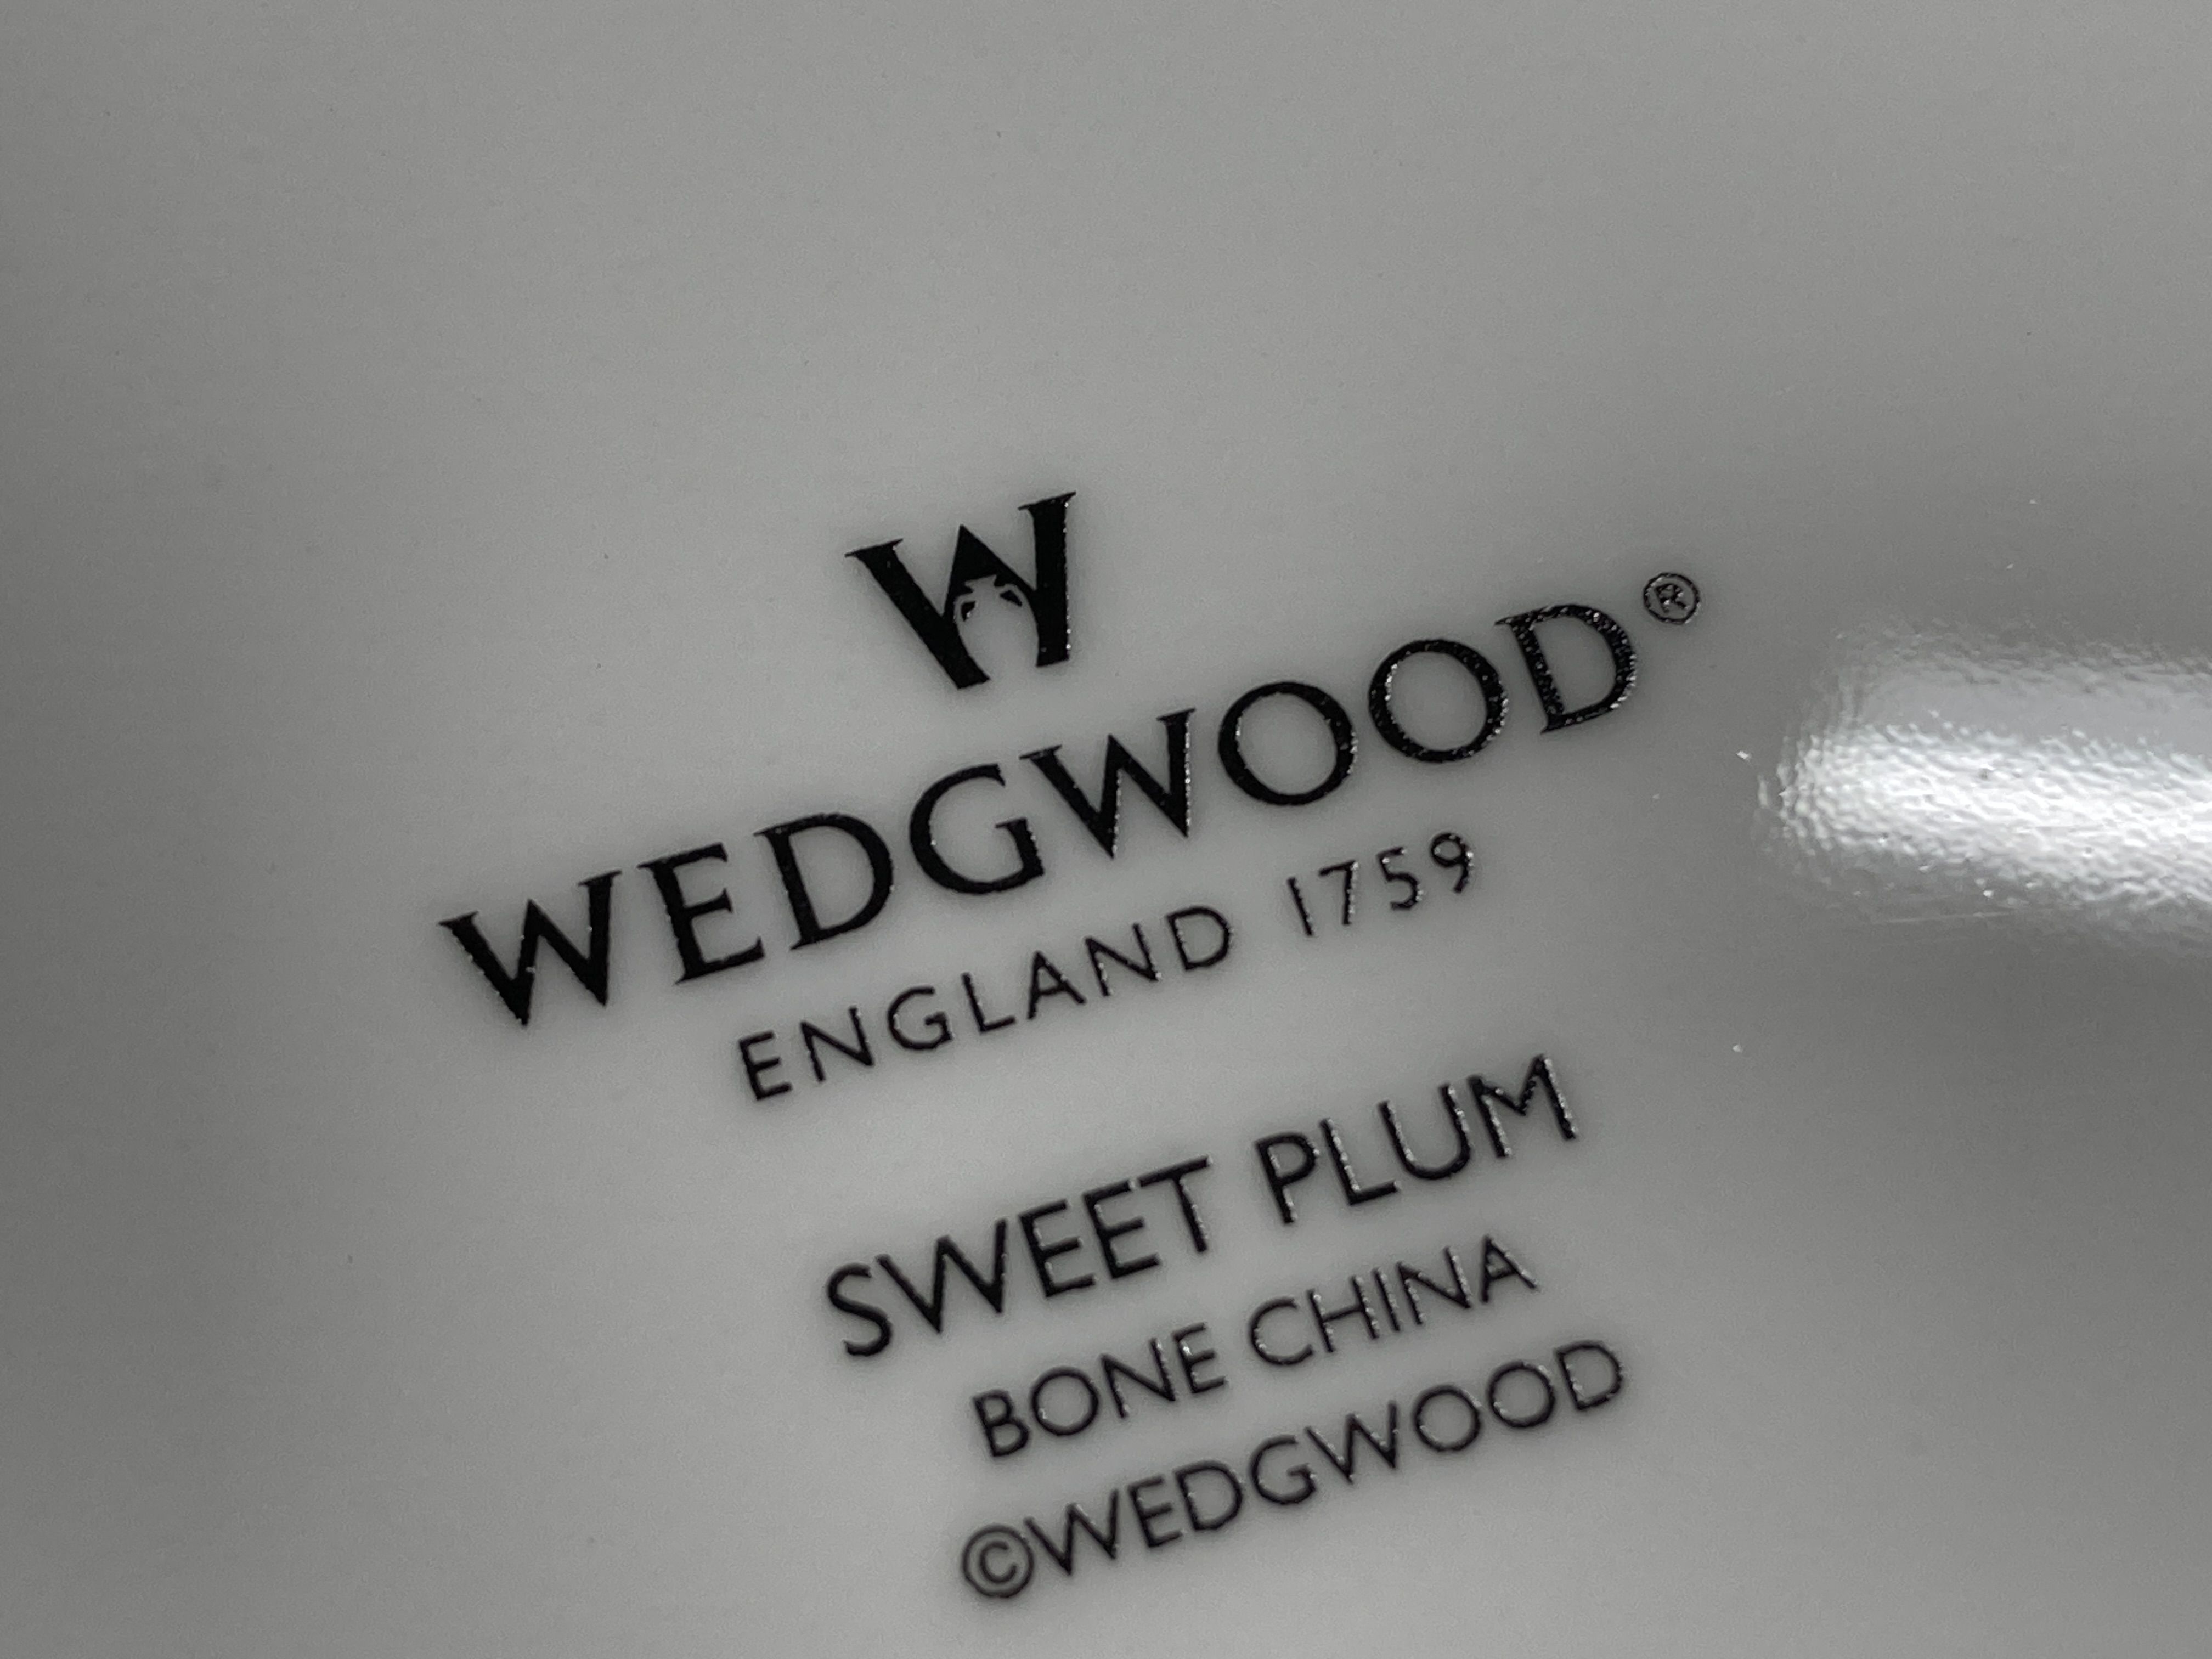 W
WEDGWOOD®
ENGLAND 1759
SWEET PLUM
BONE CHINA
©WEDGWOOD